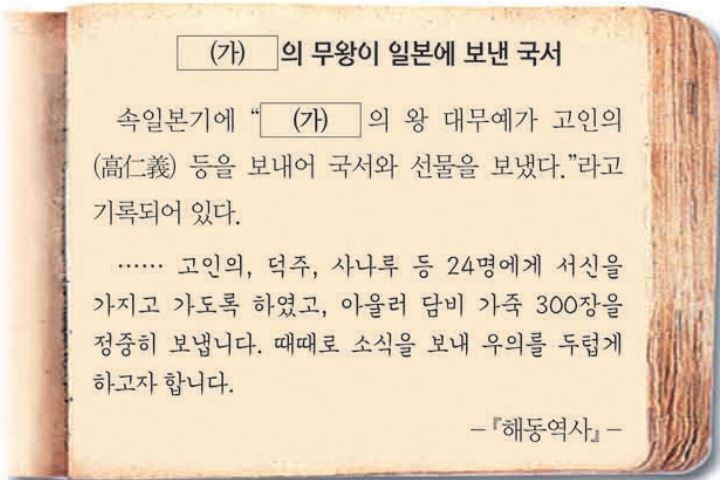 (가) 의 무왕이 일본에 보낸 국서
속일본기에 “ (가) 의 왕 대무예가 고인의
(高仁義) 등을 보내어 국서와 선물을 보냈다.”라고
기록되어 있다.
…… 고인의, 덕주, 사나루 등 24명에게 서신을
가지고 가도록 하였고, 아울러 담비 가죽 300장을
정중히 보냅니다. 때때로 소식을 보내 우의를 두텁게
하고자 합니다.
－『해동역사』－